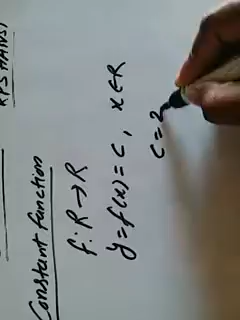 Constant function
f: R → R
y = f(x) = c, x ∈ R
c = 2